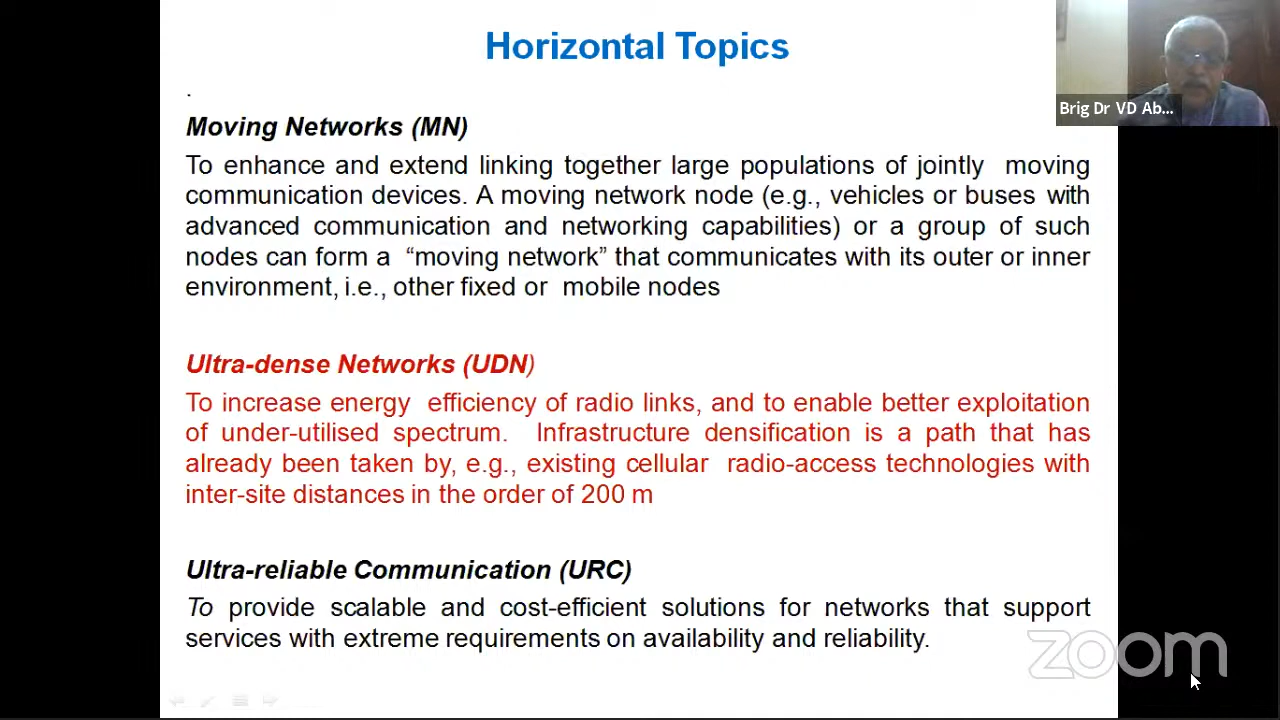 Horizontal Topics
.
Brig Dr VD Ab...
Moving Networks (MN)
To enhance and extend linking together large populations of jointly moving
communication devices. A moving network node (e.g., vehicles or buses with
advanced communication and networking capabilities) or a group of such
nodes can form a “moving network” that communicates with its outer or inner
environment, i.e., other fixed or mobile nodes
Ultra-dense Networks (UDN)
To increase energy efficiency of radio links, and to enable better exploitation
of under-utilised spectrum. Infrastructure densification is a path that has
already been taken by, e.g., existing cellular radio-access technologies with
inter-site distances in the order of 200 m
Ultra-reliable Communication (URC)
To provide scalable and cost-efficient solutions for networks that support
services with extreme requirements on availability and reliability.
zoom